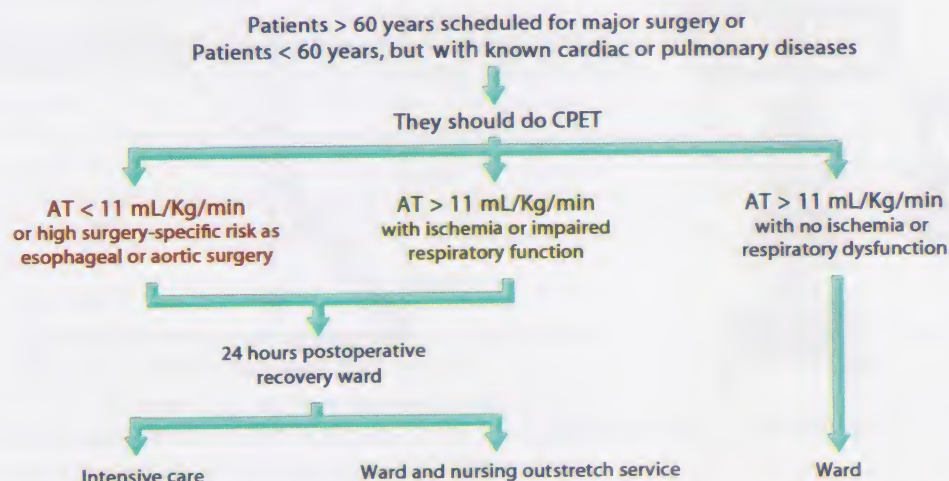 Patients > 60 years scheduled for major surgery or
Patients < 60 years, but with known cardiac or pulmonary diseases
They should do CPET
AT < 11 mL/Kg/min
or high surgery-specific risk as
esophageal or aortic surgery
AT > 11 mL/Kg/min
with ischemia or impaired
respiratory function
AT > 11 mL/Kg/min
with no ischemia or
respiratory dysfunction
24 hours postoperative
recovery ward
Intensive care
Ward and nursing outstretch service
Ward